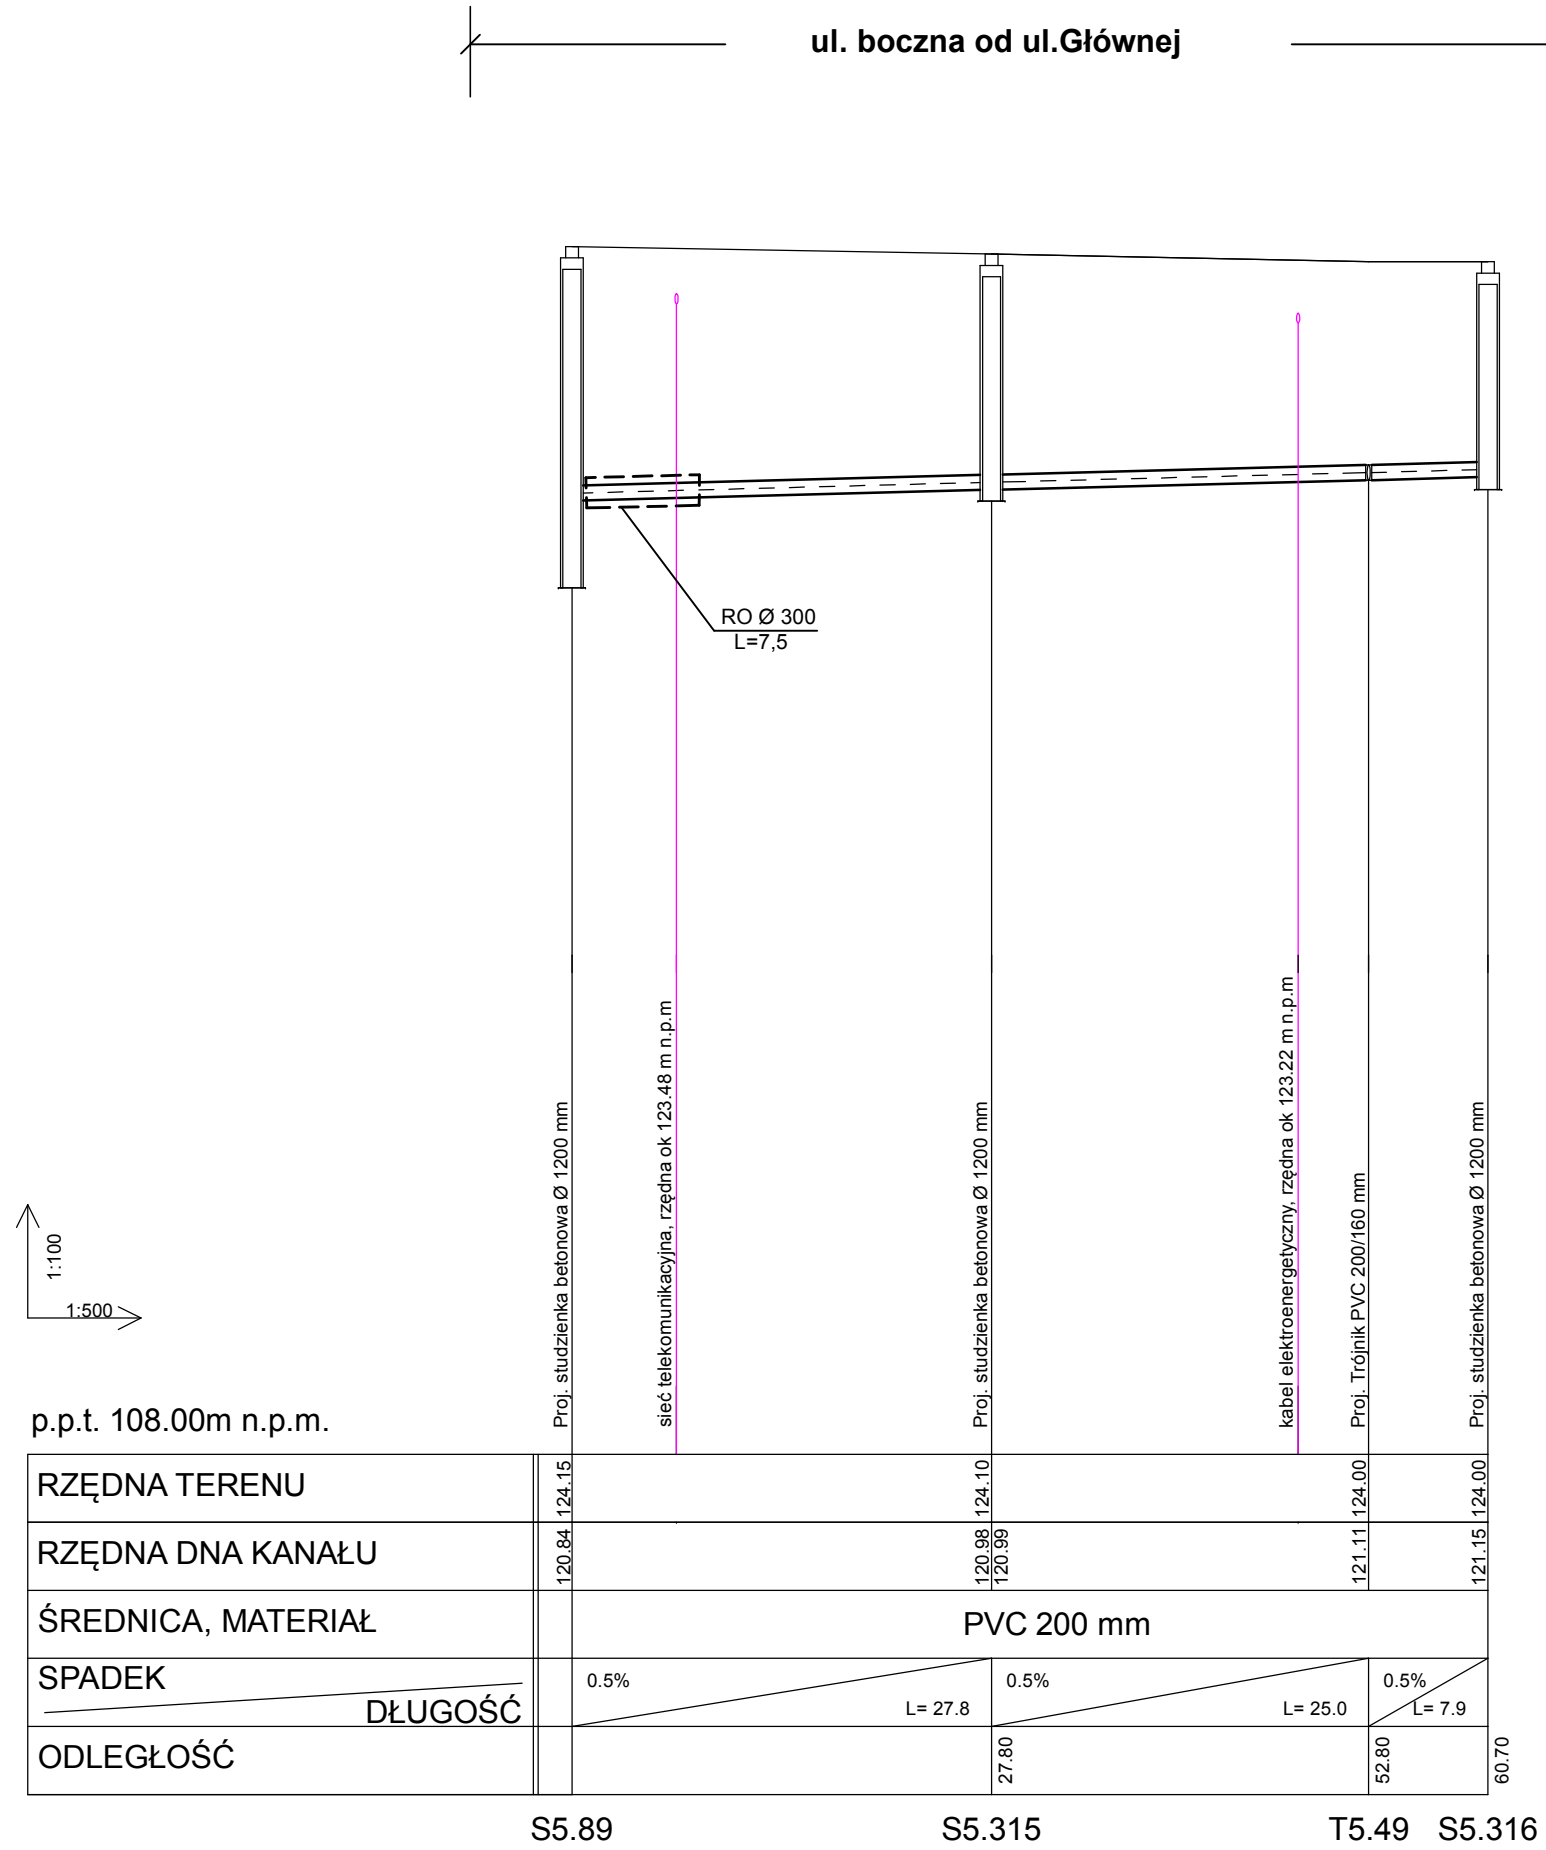 ul. boczna od ul.Głównej
RO Ø 300
L=7,5
Proj. studzienka betonowa Ø 1200 mm
sieć telekomunikacyjna, rzędna ok 123.48 m n.p.m
Proj. studzienka betonowa Ø 1200 mm
kabel elektroenergetyczny, rzędna ok 123.22 m n.p.m
Proj. Trójnik PVC 200/160 mm
Proj. studzienka betonowa Ø 1200 mm
1:100
1:500
p.p.t. 108.00m n.p.m.
RZĘDNA TERENU
124.15
124.10
124.00
124.00
RZĘDNA DNA KANAŁU
120.84
120.98
120.99
121.11
121.15
ŚREDNICA, MATERIAŁ
PVC 200 mm
SPADEK
DŁUGOŚĆ
0.5%
L= 27.8
0.5%
L= 25.0
0.5%
L= 7.9
ODLEGŁOŚĆ
27.80
52.80
60.70
S5.89
S5.315
T5.49
S5.316